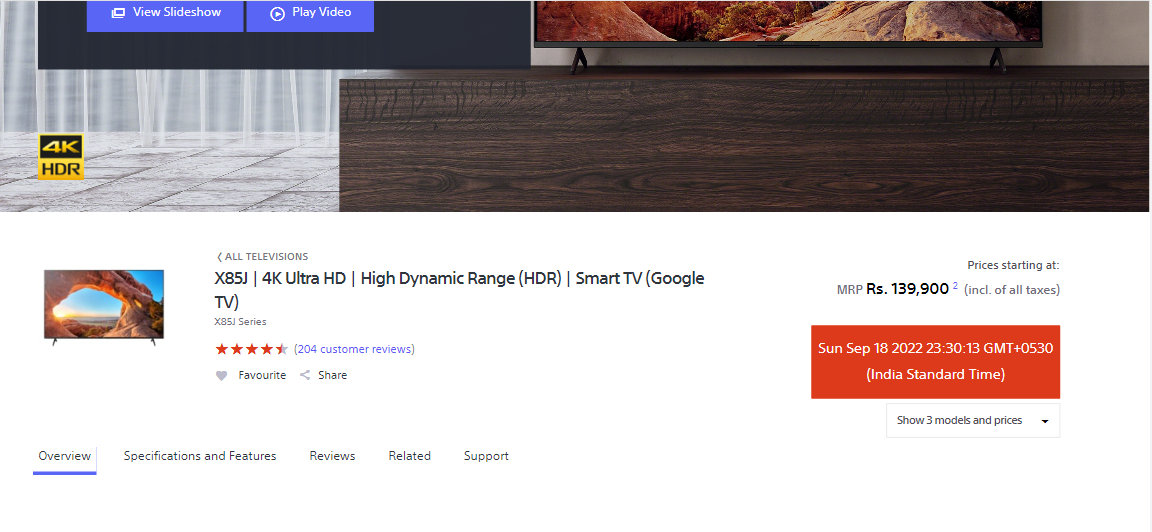 View Slideshow
Play Video
4K
HDR
ALL TELEVISIONS
X85J | 4K Ultra HD | High Dynamic Range (HDR) | Smart TV (Google
TV)
X85J Series
(204 customer reviews)
Favourite
Share
Prices starting at:
MRP Rs. 139,900 2 (incl. of all taxes)
Sun Sep 18 2022 23:30:13 GMT+0530
(India Standard Time)
Show 3 models and prices
Overview
Specifications and Features
Reviews
Related
Support